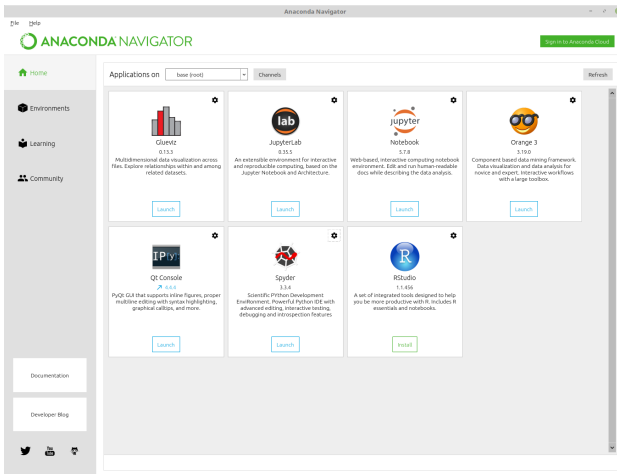 Anaconda Navigator
File Help
ANACONDA NAVIGATOR
Sign in to Anaconda Cloud
Home
Environments
Learning
Community
Documentation
Developer Blog
You
Tube
Applications on base (root) Channels Refresh
Glueviz
0.13.3
Multidimensional data visualization across
files. Explore relationships within and among
related datasets.
Launch
lab
JupyterLab
0.35.5
An extensible environment for interactive
and reproducible computing, based on the
Jupyter Notebook and Architecture.
Launch
jupyter
Notebook
5.7.8
Web-based, interactive computing notebook
environment. Edit and run human-readable
docs while describing the data analysis.
Launch
Orange 3
3.19.0
Component based data mining framework.
Data visualization and data analysis for
novice and expert. Interactive workflows
with a large toolbox.
Launch
IP[y]:
Qt Console
4.4.4
PyQt GUI that supports inline figures, proper
multiline editing with syntax highlighting,
graphical calltips, and more.
Launch
Spyder
3.3.4
Scientific PYthon Development
EnviRonment. Powerful Python IDE with
advanced editing, interactive testing,
debugging and introspection features
Launch
R
RStudio
1.1.456
A set of integrated tools designed to help
you be more productive with R. Includes R
essentials and notebooks.
Install